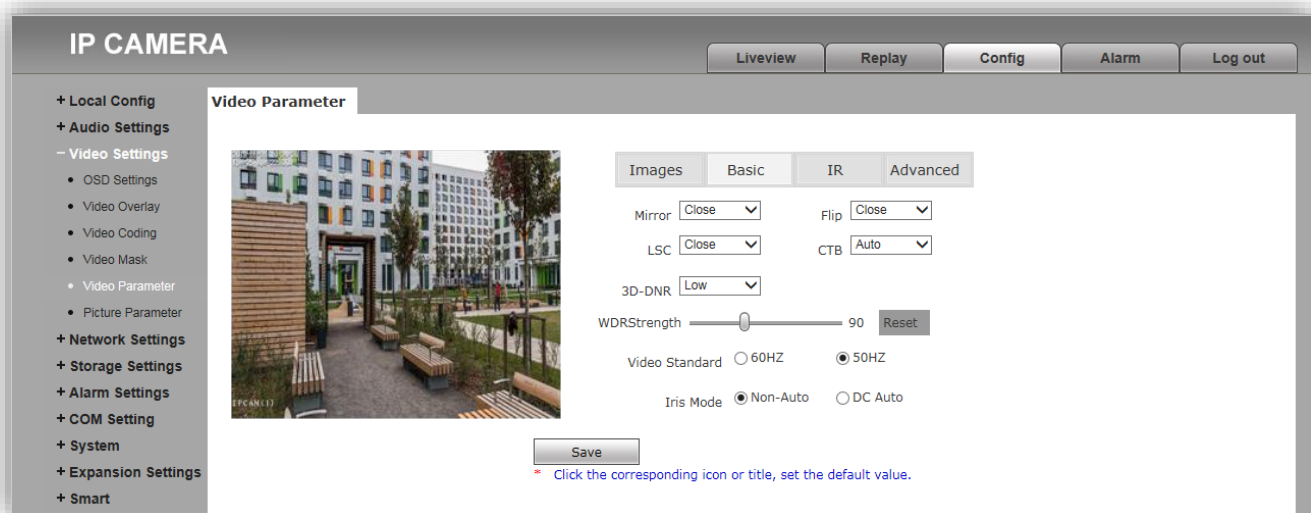 IP CAMERA
Liveview Replay Config Alarm Log out
+ Local Config
+ Audio Settings
− Video Settings
• OSD Settings
• Video Overlay
• Video Coding
• Video Mask
• Video Parameter
• Picture Parameter
+ Network Settings
+ Storage Settings
+ Alarm Settings
+ COM Setting
+ System
+ Expansion Settings
+ Smart
Video Parameter
IPCAM(1)
Images Basic IR Advanced
Mirror Close Flip Close
LSC Close CTB Auto
3D-DNR Low
WDRStrength 90 Reset
Video Standard 60HZ 50HZ
Iris Mode Non-Auto DC Auto
Save
* Click the corresponding icon or title, set the default value.